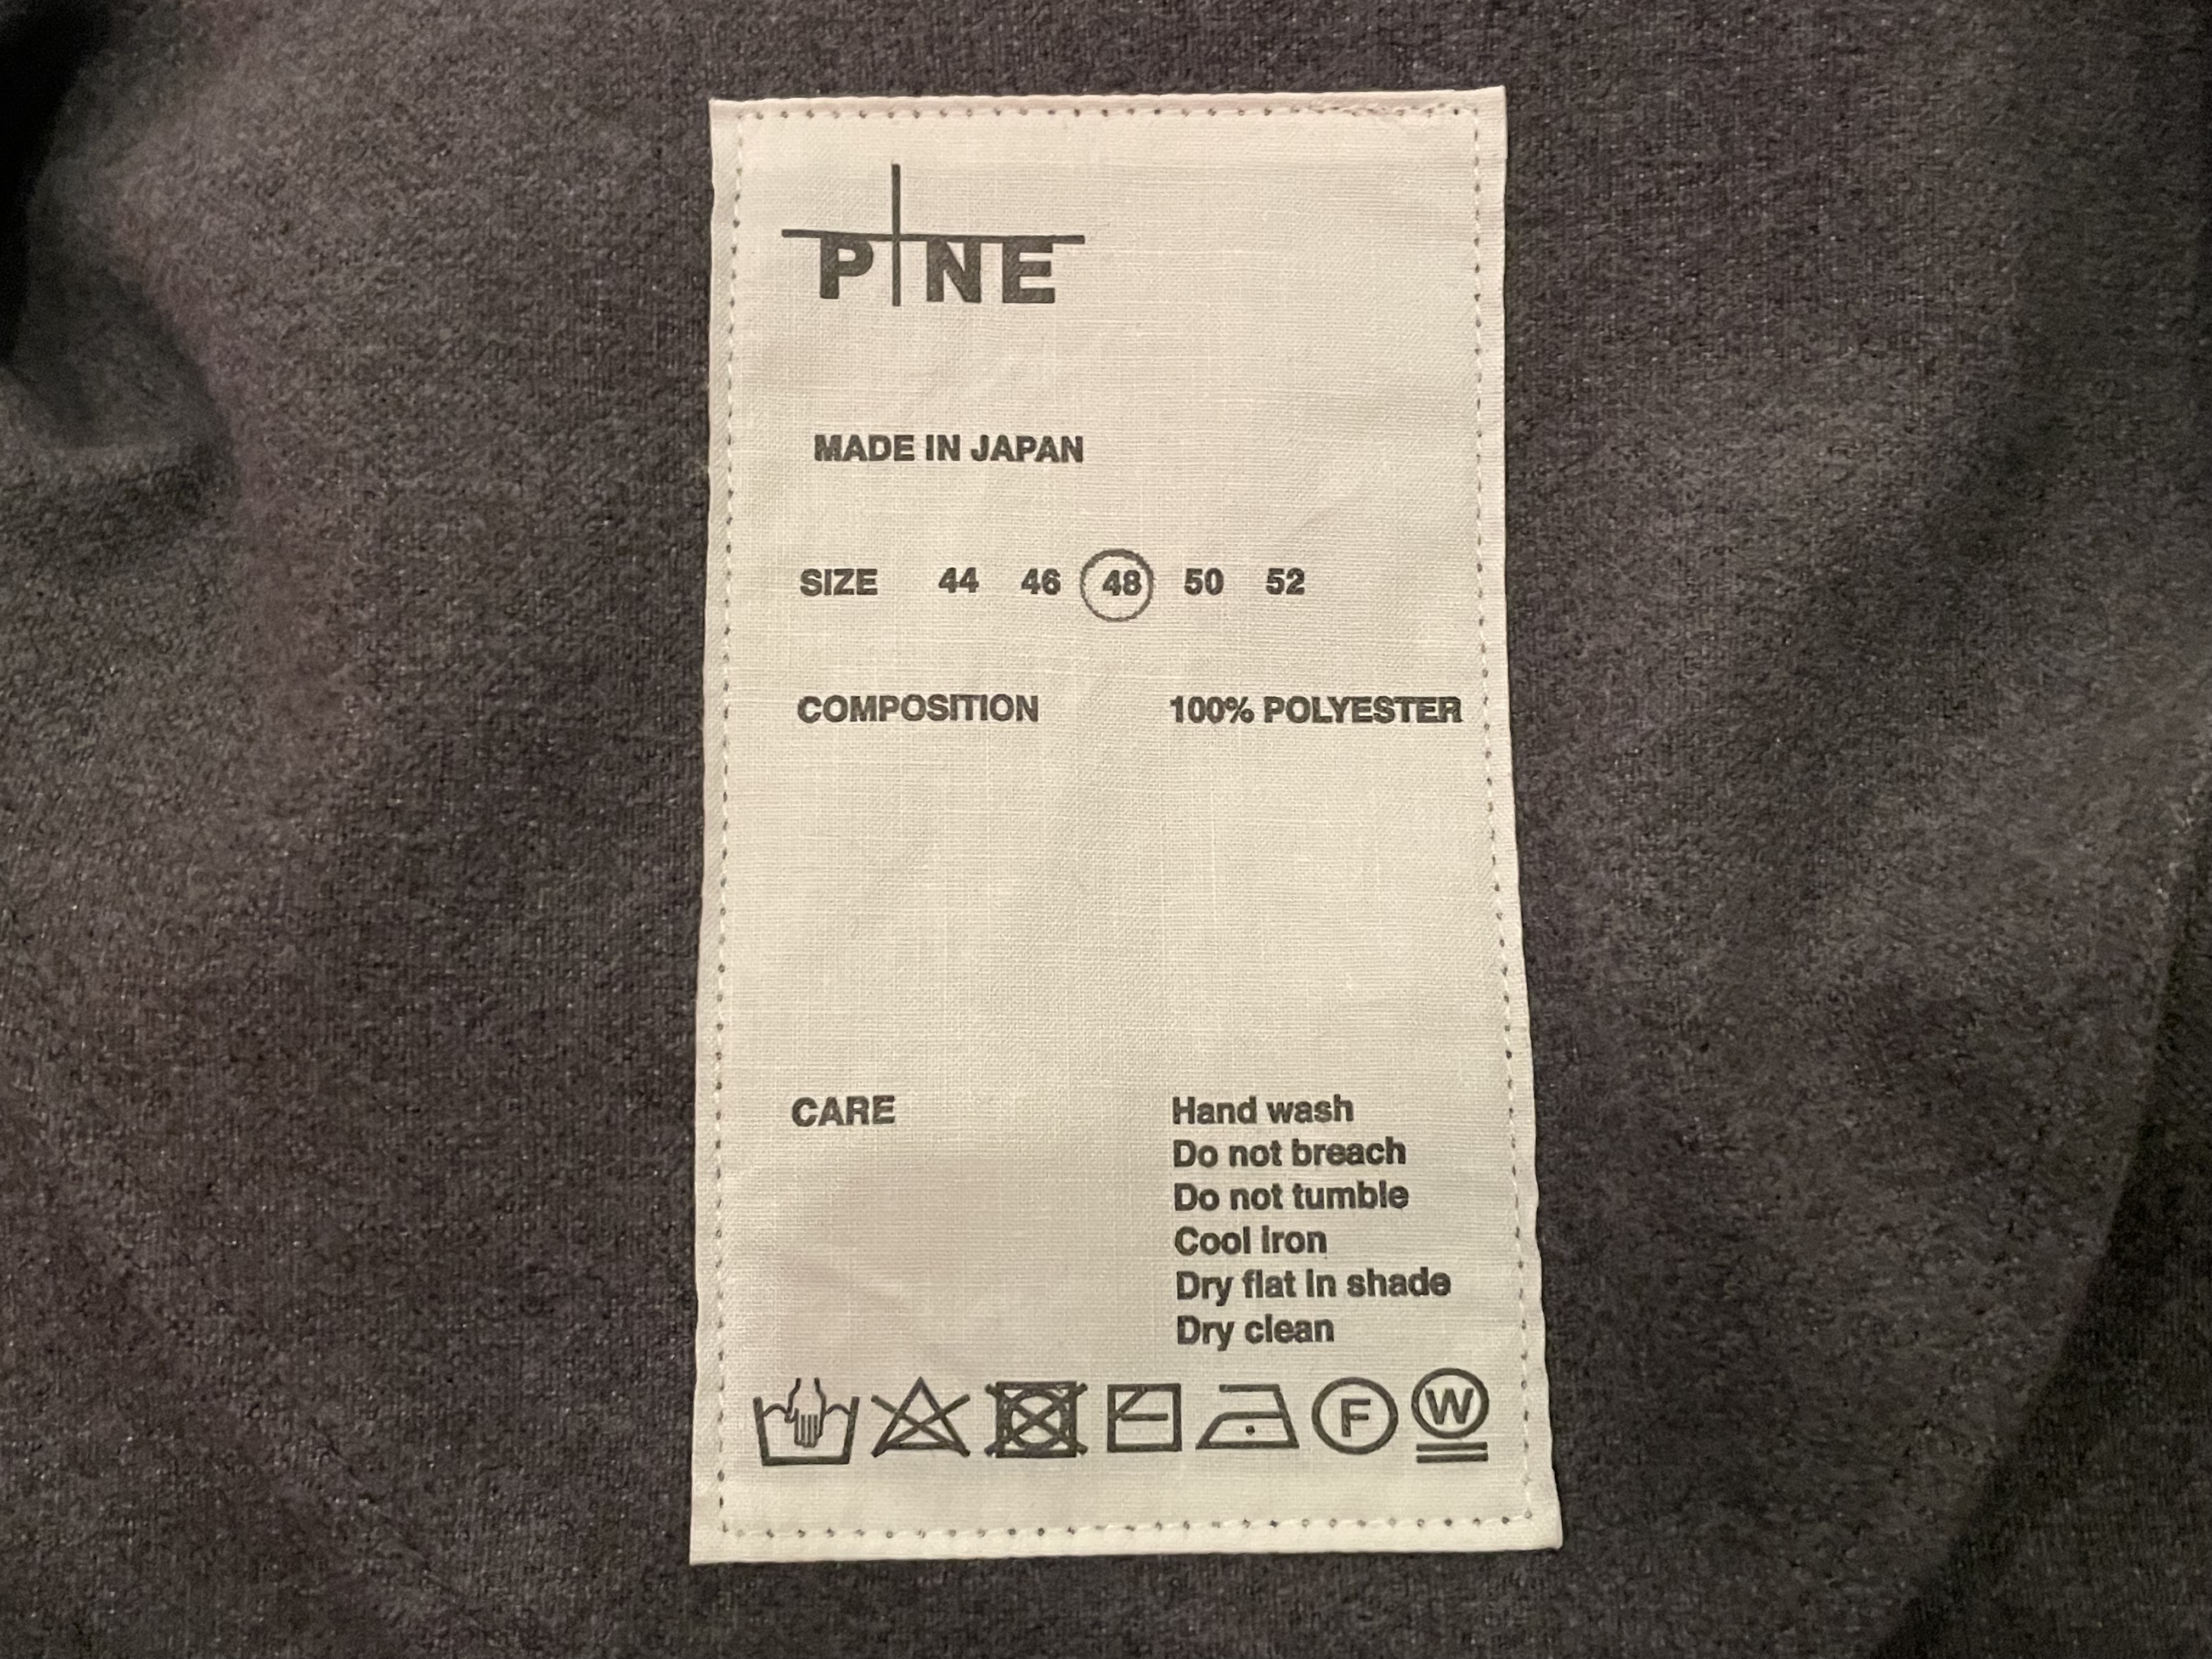 PINE
MADE IN JAPAN
SIZE 44 46 48 50 52
COMPOSITION 100% POLYESTER
CARE Hand wash
Do not breach
Do not tumble
Cool iron
Dry flat in shade
Dry clean
F W